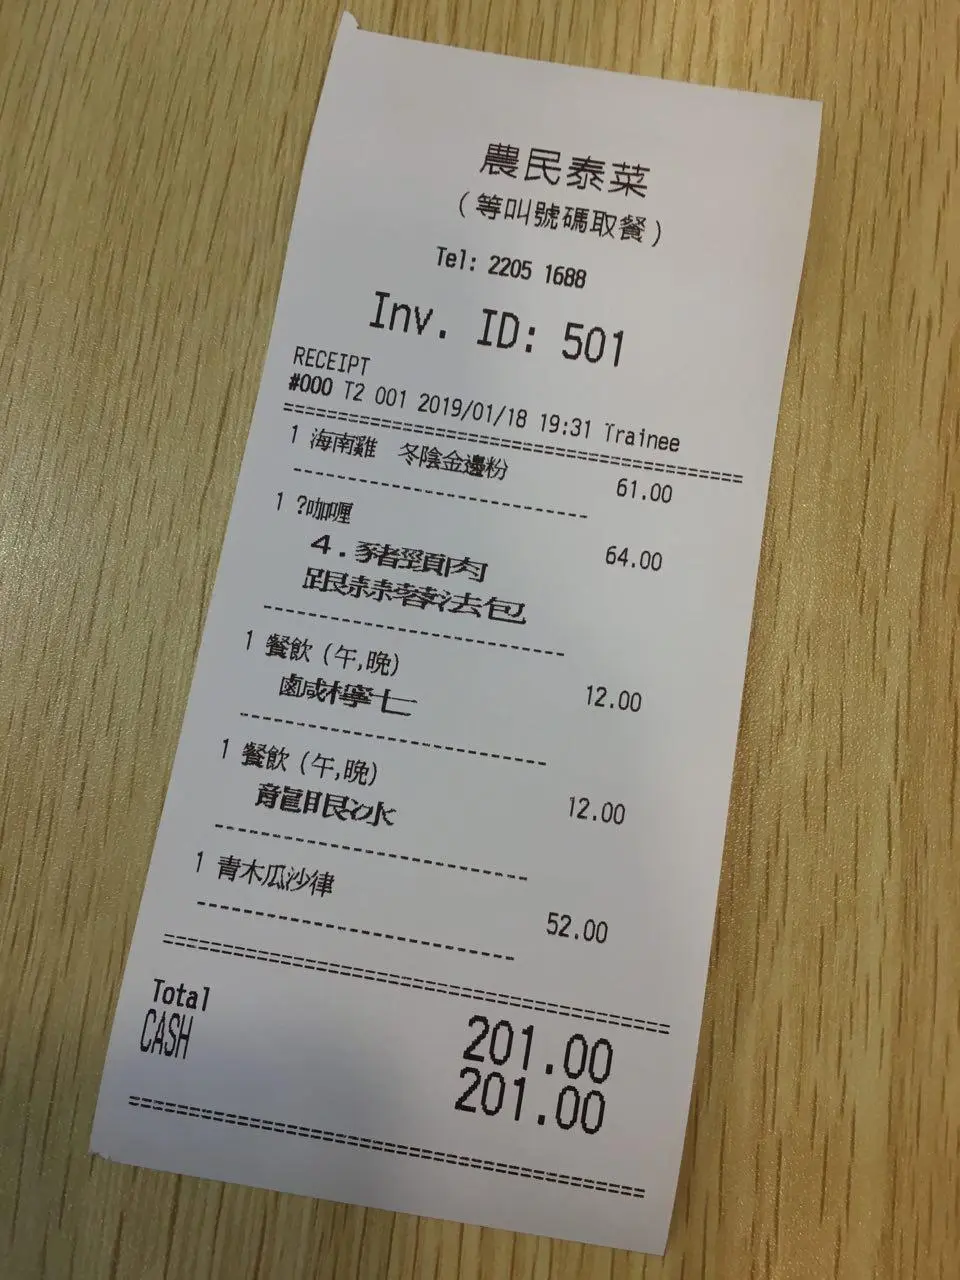 農民泰菜
(等叫號碼取餐)
Tel: 2205 1688
Inv. ID: 501
RECEIPT
#000 T2 001 2019/01/18 19:31 Trainee
1 海南雞 冬陰金邊粉 61.00
1 ?咖喱 64.00
4.豬頸肉
跟蒜蓉法包
1 餐飲(午,晚) 12.00
鹵咸檸七
1 餐飲(午,晚) 12.00
龍眼冰
1 青木瓜沙律 52.00
Total 201.00
CASH 201.00